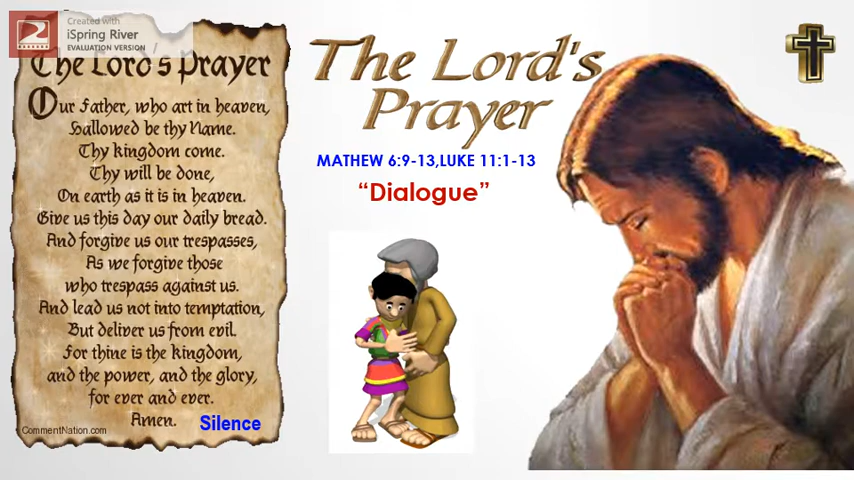 Created with
iSpring River
EVALUATION VERSION
The Lord's Prayer
Our Father, who art in heaven,
Hallowed be thy Name.
Thy kingdom come.
Thy will be done,
On earth as it is in heaven.
Give us this day our daily bread.
And forgive us our trespasses,
As we forgive those
who trespass against us.
And lead us not into temptation,
But deliver us from evil.
For thine is the kingdom,
and the power, and the glory,
for ever and ever.
Amen.
Silence
CommentNation.com
The Lord's
Prayer
MATHEW 6:9-13,LUKE 11:1-13
“Dialogue”